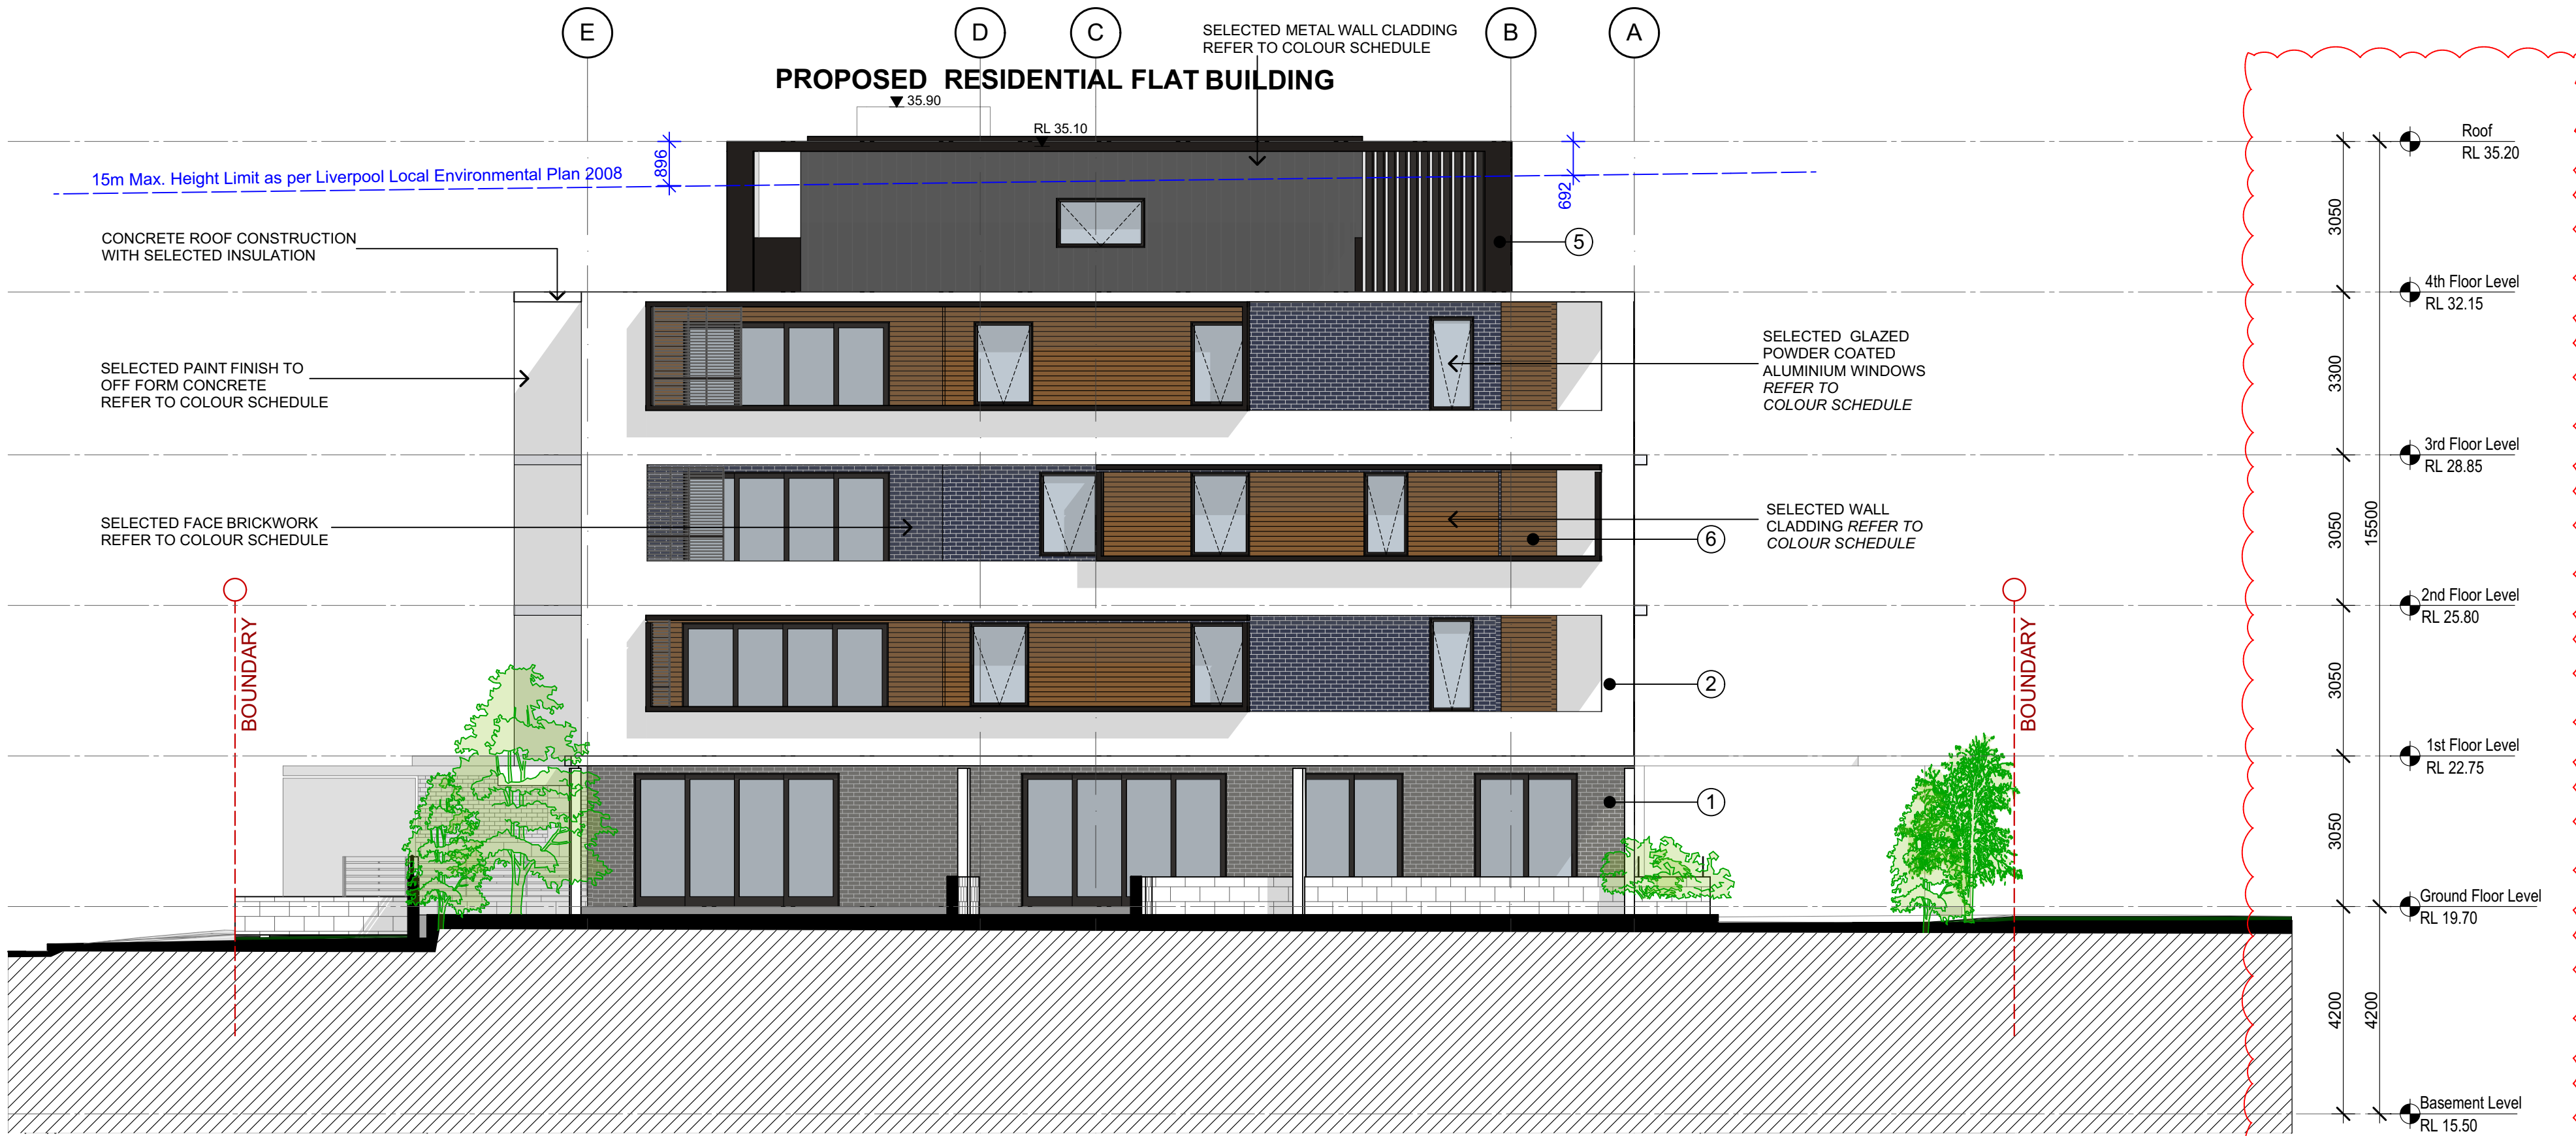 E
D
C
B
A
SELECTED METAL WALL CLADDING
REFER TO COLOUR SCHEDULE
PROPOSED RESIDENTIAL FLAT BUILDING
35.90
RL 35.10
15m Max. Height Limit as per Liverpool Local Environmental Plan 2008
896
692
CONCRETE ROOF CONSTRUCTION
WITH SELECTED INSULATION
SELECTED PAINT FINISH TO
OFF FORM CONCRETE
REFER TO COLOUR SCHEDULE
SELECTED FACE BRICKWORK
REFER TO COLOUR SCHEDULE
BOUNDARY
5
SELECTED GLAZED
POWDER COATED
ALUMINIUM WINDOWS
REFER TO
COLOUR SCHEDULE
SELECTED WALL
CLADDING REFER TO
COLOUR SCHEDULE
6
2
1
BOUNDARY
3050
3300
3050
3050
3050
4200
15500
4200
Roof
RL 35.20
4th Floor Level
RL 32.15
3rd Floor Level
RL 28.85
2nd Floor Level
RL 25.80
1st Floor Level
RL 22.75
Ground Floor Level
RL 19.70
Basement Level
RL 15.50